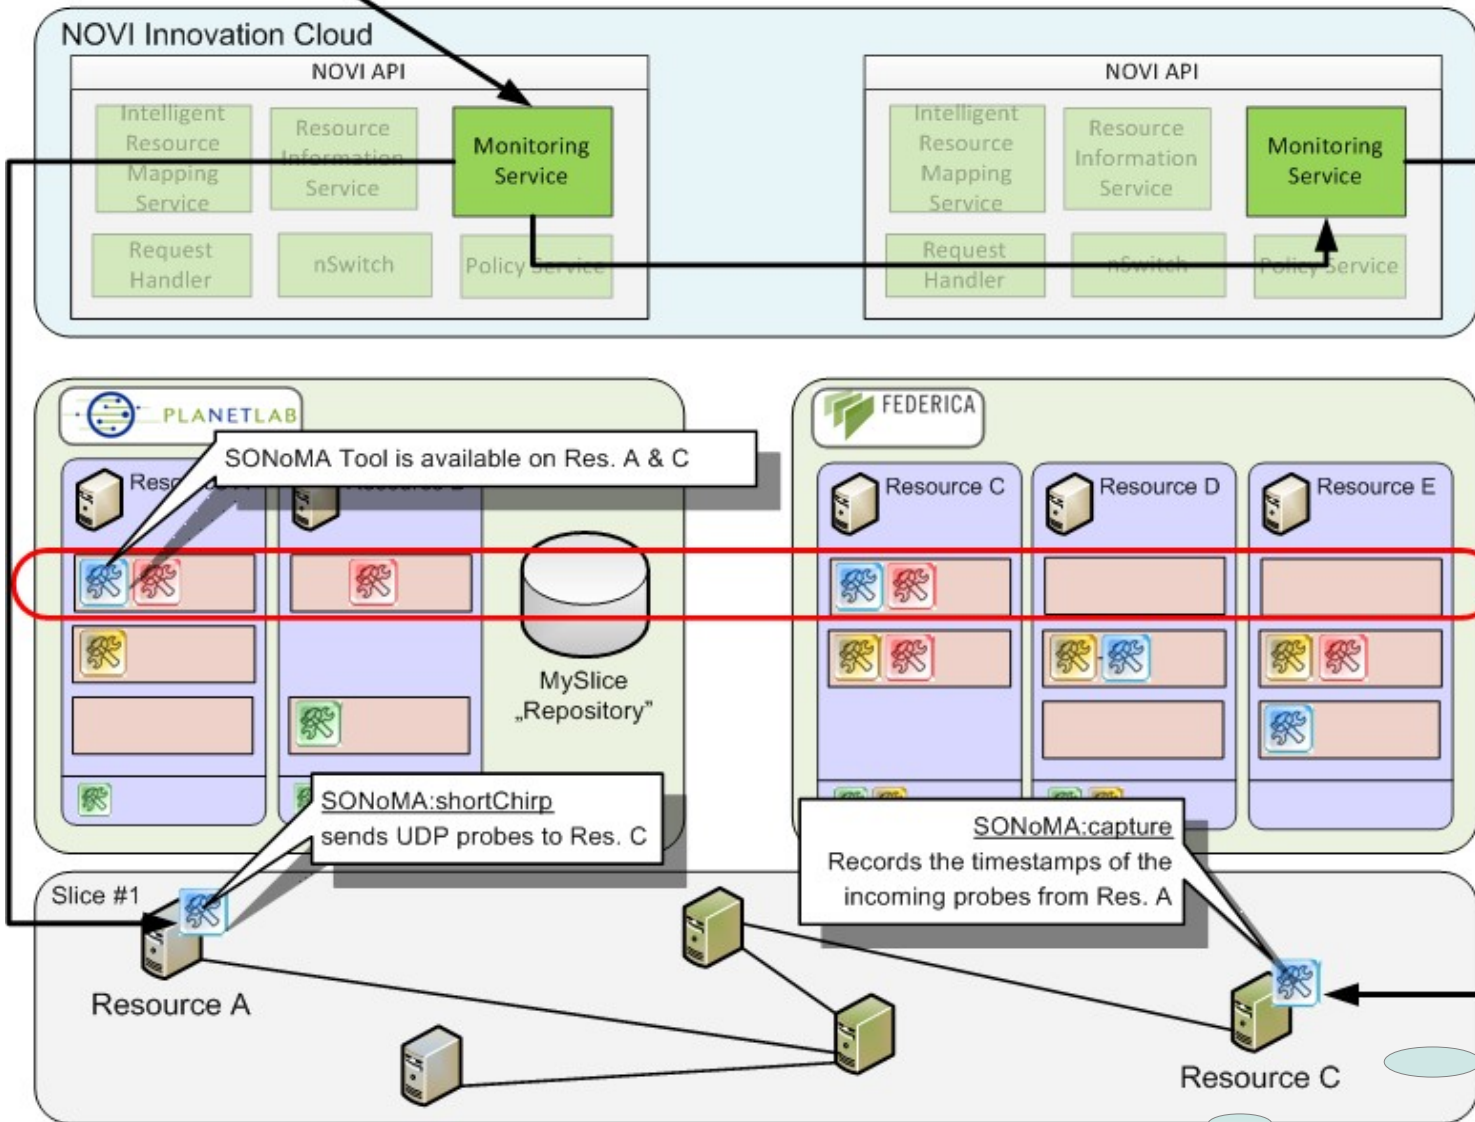 NOVI Innovation Cloud
NOVI API
Intelligent
Resource
Mapping
Service
Resource
Information
Service
Monitoring
Service
Request
Handler
nSwitch
Policy Service
NOVI API
Intelligent
Resource
Mapping
Service
Resource
Information
Service
Monitoring
Service
Request
Handler
nSwitch
Policy Service
PLANETLAB
SONoMA Tool is available on Res. A & C
MySlice
„Repository”
FEDERICA
Resource C
Resource D
Resource E
SONoMA:shortChirp
sends UDP probes to Res. C
SONoMA:capture
Records the timestamps of the
incoming probes from Res. A
Slice #1
Resource A
Resource C